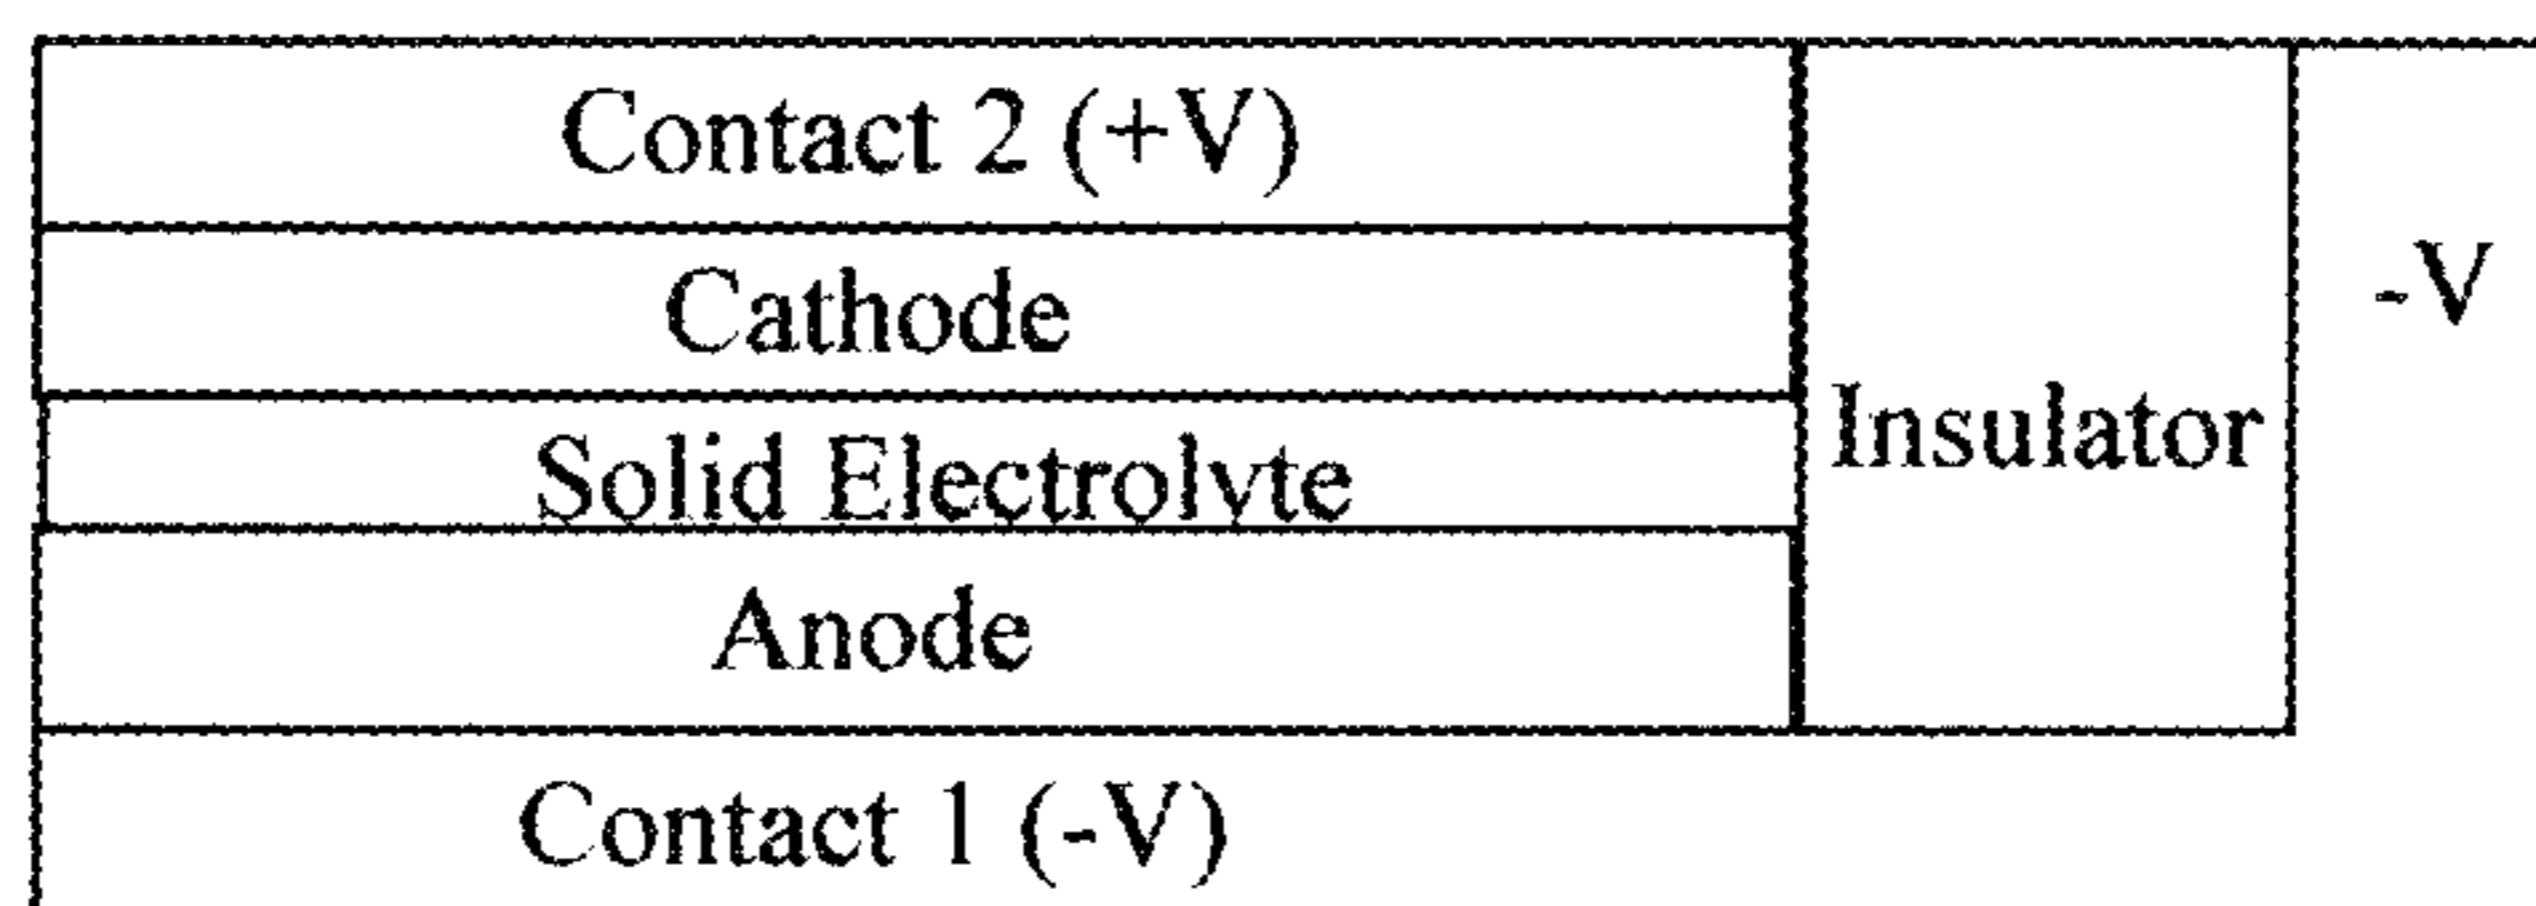 Contact 2 (+V)
Cathode
-V
Insulator
Solid Electrolyte
Anode
Contact 1 (-V)